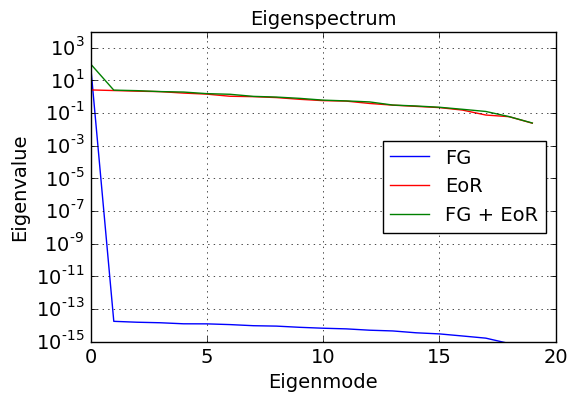 Eigenspectrum
Eigenvalue
10^3
10^1
10^-1
10^-3
10^-5
10^-7
10^-9
10^-11
10^-13
10^-15
FG
EoR
FG + EoR
0 5 10 15 20
Eigenmode